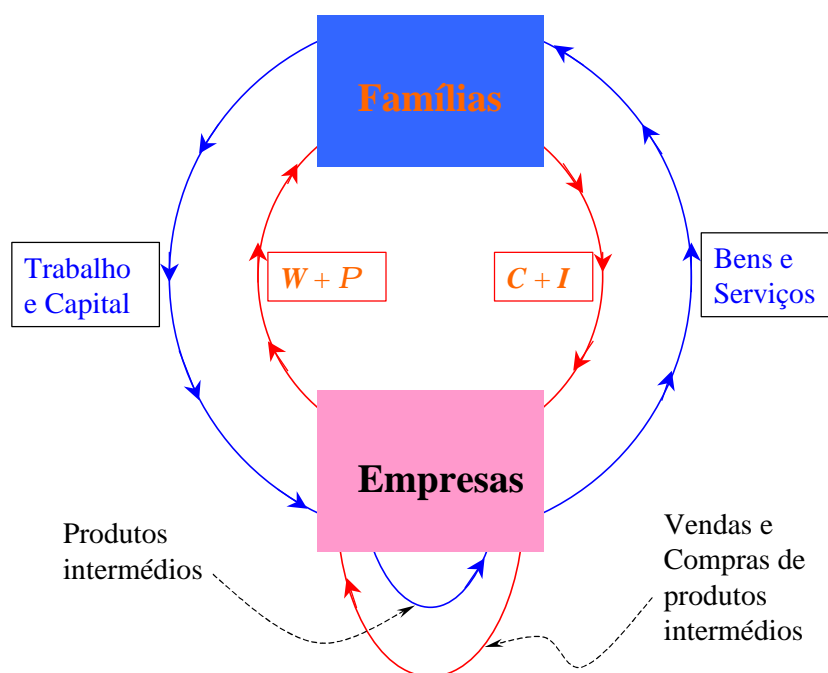 Famílias
Trabalho
e Capital
W + P
C + I
Bens e
Serviços
Empresas
Produtos
intermédios
Vendas e
Compras de
produtos
intermédios